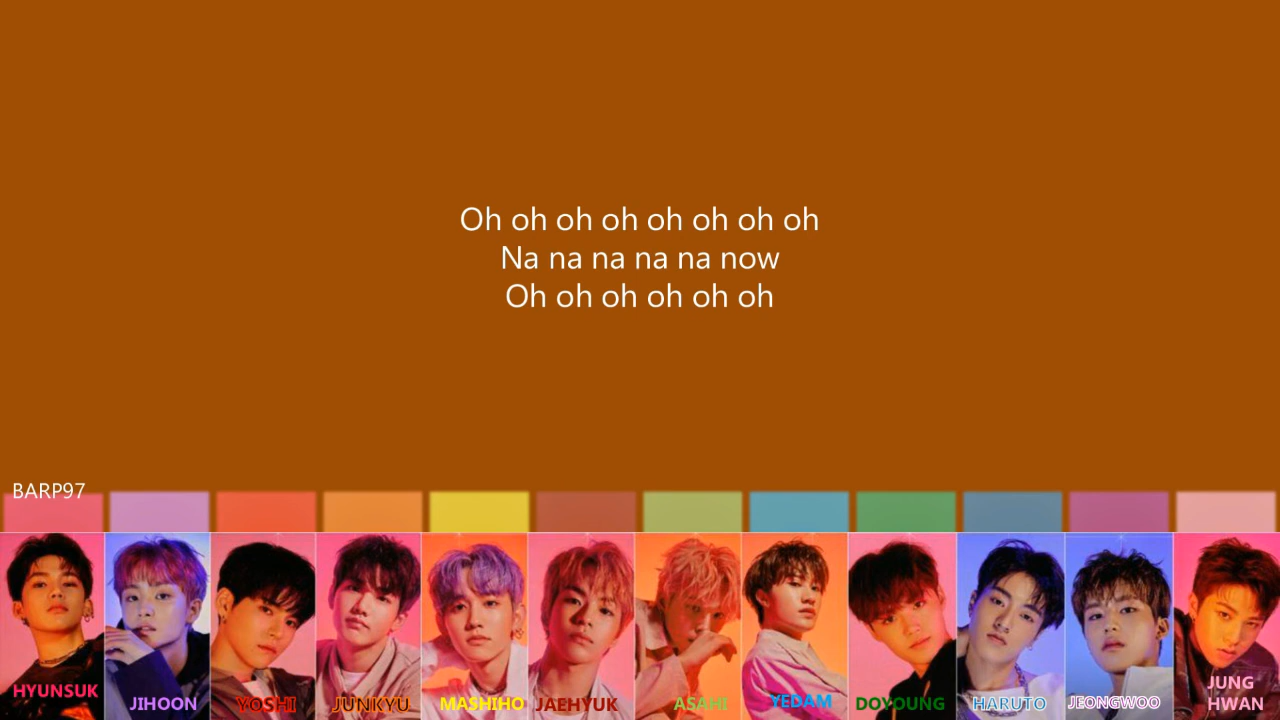 Oh oh oh oh oh oh oh oh
Na na na na na now
Oh oh oh oh oh oh
BARP97
HYUNSUK
JIHOON
YOSHI
JUNKYU
MASHIHO
JAEHYUK
ASAHI
YEDAM
DOYOUNG
HARUTO
JEONGWOO
JUNG
HWAN